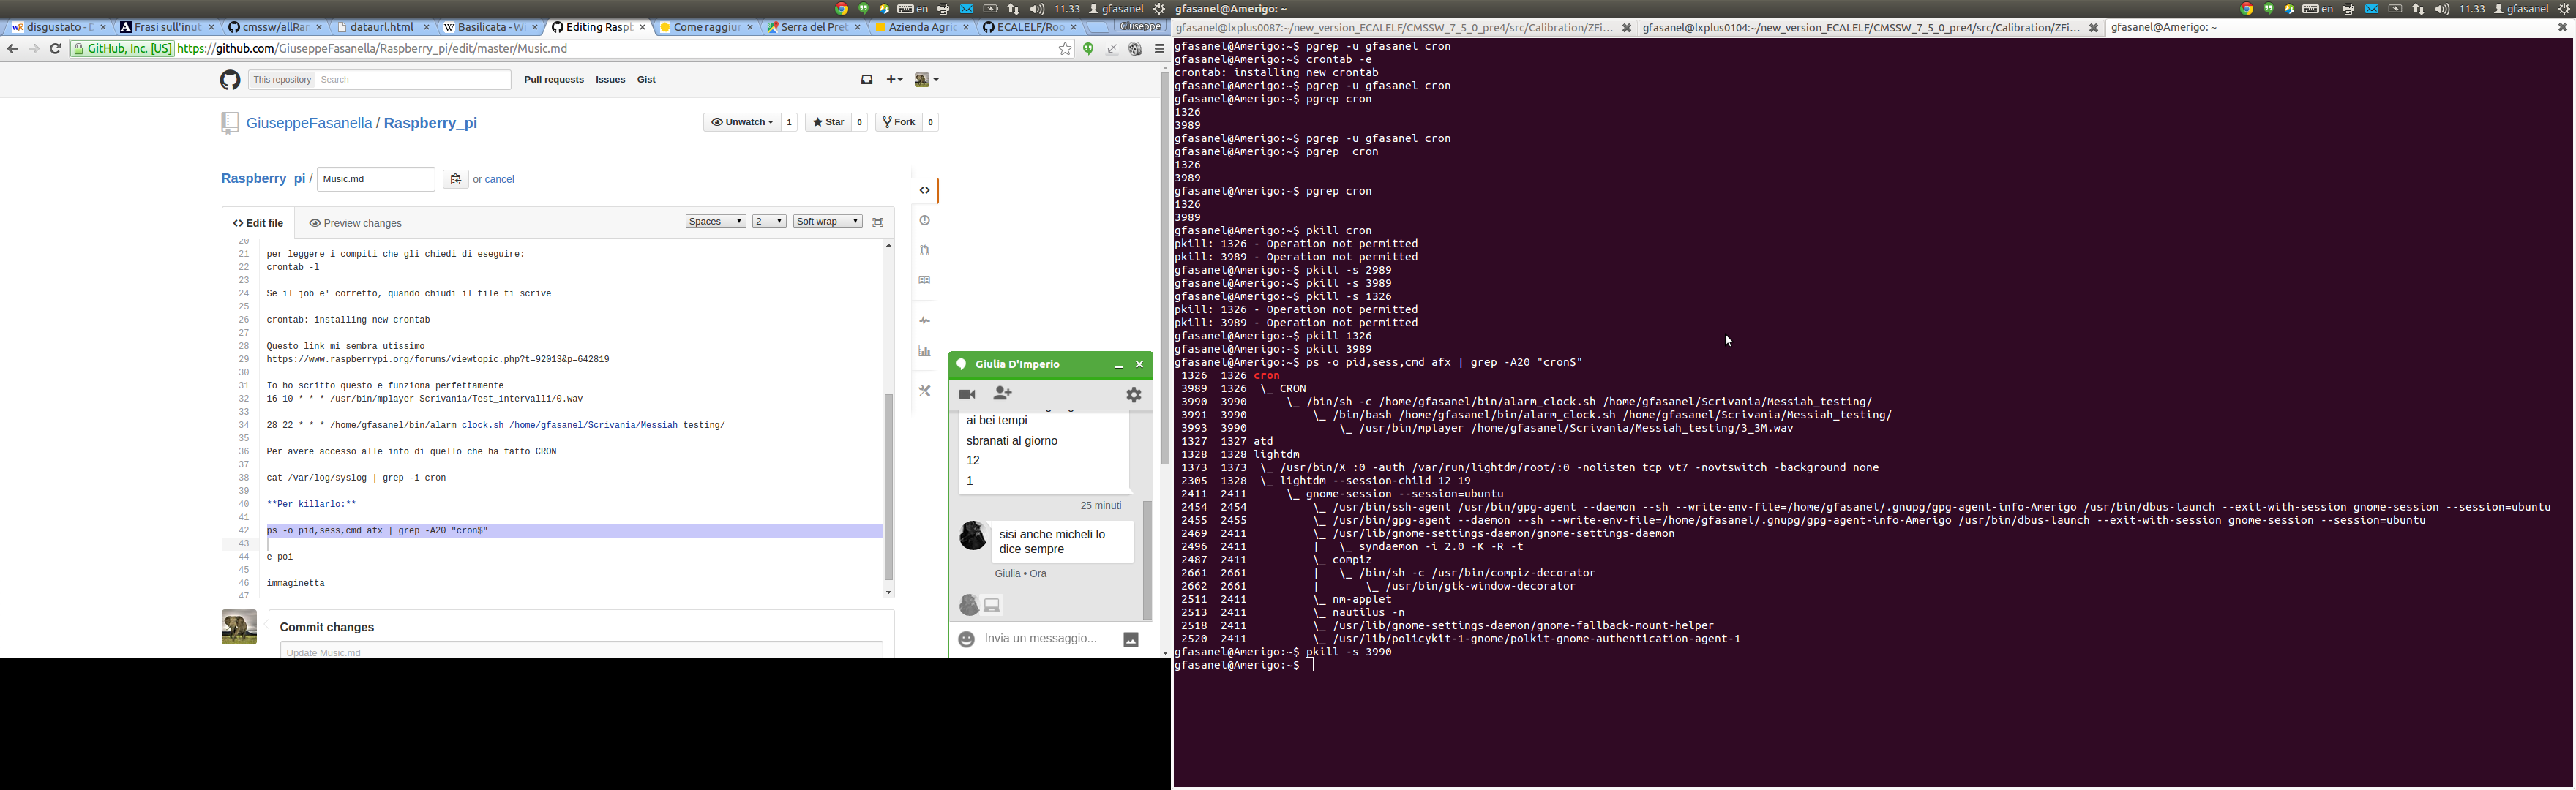 en 11.33 gfasanel
gfasanel@Amerigo: ~
en 11.33 gfasanel
disgustato - D
Frasi sull'inut
cmssw/allRan
dataurl.html
Basilicata - Wi
Editing Raspb
Come raggiun
Serra del Pret
Azienda Agric
ECALELF/Roo
Giuseppe
GitHub, Inc. [US] https://github.com/GiuseppeFasanella/Raspberry_pi/edit/master/Music.md
This repository Search
Pull requests Issues Gist
GiuseppeFasanella / Raspberry_pi
Unwatch 1 Star 0 Fork 0
Raspberry_pi / Music.md or cancel
Edit file Preview changes Spaces 2 Soft wrap
20
21 per leggere i compiti che gli chiedi di eseguire:
22 crontab -l
23
24 Se il job e' corretto, quando chiudi il file ti scrive
25
26 crontab: installing new crontab
27
28 Questo link mi sembra utissimo
29 https://www.raspberrypi.org/forums/viewtopic.php?t=92013&p=642819
30
31 Io ho scritto questo e funziona perfettamente
32 16 10 * * * /usr/bin/mplayer Scrivania/Test_intervalli/0.wav
33
34 28 22 * * * /home/gfasanel/bin/alarm_clock.sh /home/gfasanel/Scrivania/Messiah_testing/
35
36 Per avere accesso alle info di quello che ha fatto CRON
37
38 cat /var/log/syslog | grep -i cron
39
40 **Per killarlo:**
41
42 ps -o pid,sess,cmd afx | grep -A20 "cron$"
43
44 e poi
45
46 immaginetta
47
Commit changes
Update Music.md
Giulia D'Imperio
ai bei tempi
sbranati al giorno
12
1
25 minuti
sisi anche micheli lo
dice sempre
Giulia • Ora
Invia un messaggio...
gfasanel@lxplus0087:~/new_version_ECALELF/CMSSW_7_5_0_pre4/src/Calibration/ZFi...
gfasanel@lxplus0104:~/new_version_ECALELF/CMSSW_7_5_0_pre4/src/Calibration/ZFi...
gfasanel@Amerigo: ~
gfasanel@Amerigo:~$ pgrep -u gfasanel cron
gfasanel@Amerigo:~$ crontab -e
crontab: installing new crontab
gfasanel@Amerigo:~$ pgrep -u gfasanel cron
gfasanel@Amerigo:~$ pgrep cron
1326
3989
gfasanel@Amerigo:~$ pgrep -u gfasanel cron
gfasanel@Amerigo:~$ pgrep  cron
1326
3989
gfasanel@Amerigo:~$ pgrep cron
1326
3989
gfasanel@Amerigo:~$ pkill cron
pkill: 1326 - Operation not permitted
pkill: 3989 - Operation not permitted
gfasanel@Amerigo:~$ pkill -s 2989
gfasanel@Amerigo:~$ pkill -s 3989
gfasanel@Amerigo:~$ pkill -s 1326
pkill: 1326 - Operation not permitted
pkill: 3989 - Operation not permitted
gfasanel@Amerigo:~$ pkill 1326
gfasanel@Amerigo:~$ pkill 3989
gfasanel@Amerigo:~$ ps -o pid,sess,cmd afx | grep -A20 "cron$"
1326 1326 cron
3989 1326 \_ CRON
3990 3990 \_ /bin/sh -c /home/gfasanel/bin/alarm_clock.sh /home/gfasanel/Scrivania/Messiah_testing/
3991 3990 \_ /bin/bash /home/gfasanel/bin/alarm_clock.sh /home/gfasanel/Scrivania/Messiah_testing/
3993 3990 \_ /usr/bin/mplayer /home/gfasanel/Scrivania/Messiah_testing/3_3M.wav
1327 1327 atd
1328 1328 lightdm
1373 1373 \_ /usr/bin/X :0 -auth /var/run/lightdm/root/:0 -nolisten tcp vt7 -novtswitch -background none
2305 1328 \_ lightdm --session-child 12 19
2411 2411 \_ gnome-session --session=ubuntu
2454 2454 \_ /usr/bin/ssh-agent /usr/bin/gpg-agent --daemon --sh --write-env-file=/home/gfasanel/.gnupg/gpg-agent-info-Amerigo /usr/bin/dbus-launch --exit-with-session gnome-session --session=ubuntu
2455 2455 \_ /usr/bin/gpg-agent --daemon --sh --write-env-file=/home/gfasanel/.gnupg/gpg-agent-info-Amerigo /usr/bin/dbus-launch --exit-with-session gnome-session --session=ubuntu
2469 2411 \_ /usr/lib/gnome-settings-daemon/gnome-settings-daemon
2496 2411 | \_ syndaemon -i 2.0 -K -R -t
2487 2411 \_ compiz
2661 2661 | \_ /bin/sh -c /usr/bin/compiz-decorator
2662 2661 | \_ /usr/bin/gtk-window-decorator
2511 2411 \_ nm-applet
2513 2411 \_ nautilus -n
2518 2411 \_ /usr/lib/gnome-settings-daemon/gnome-fallback-mount-helper
2520 2411 \_ /usr/lib/policykit-1-gnome/polkit-gnome-authentication-agent-1
gfasanel@Amerigo:~$ pkill -s 3990
gfasanel@Amerigo:~$